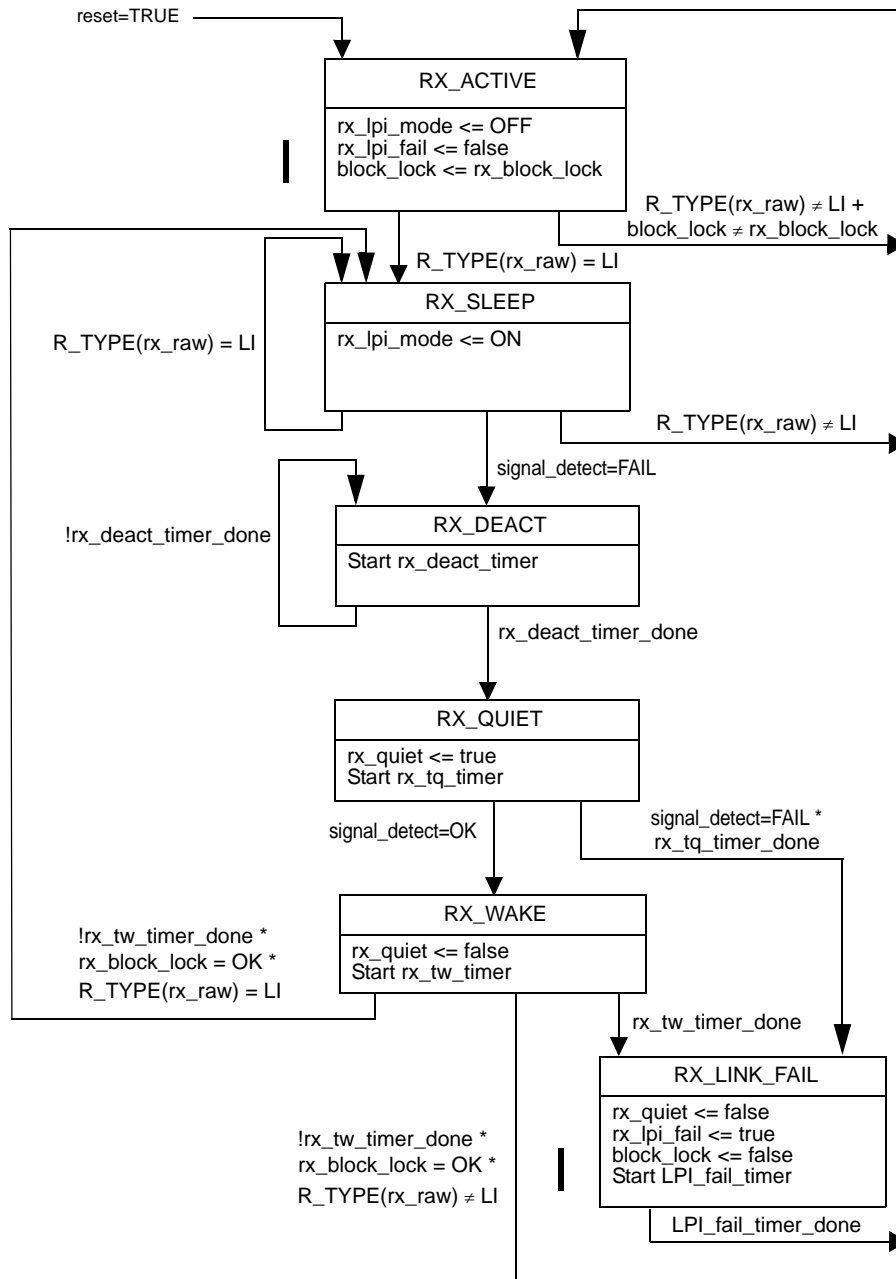 reset=TRUE
RX_ACTIVE
rx_lpi_mode <= OFF
rx_lpi_fail <= false
block_lock <= rx_block_lock
R_TYPE(rx_raw) ≠ LI +
block_lock ≠ rx_block_lock
R_TYPE(rx_raw) = LI
RX_SLEEP
rx_lpi_mode <= ON
R_TYPE(rx_raw) = LI
R_TYPE(rx_raw) ≠ LI
signal_detect=FAIL
RX_DEACT
Start rx_deact_timer
!rx_deact_timer_done
rx_deact_timer_done
RX_QUIET
rx_quiet <= true
Start rx_tq_timer
signal_detect=OK
signal_detect=FAIL *
rx_tq_timer_done
RX_WAKE
rx_quiet <= false
Start rx_tw_timer
!rx_tw_timer_done *
rx_block_lock = OK *
R_TYPE(rx_raw) = LI
rx_tw_timer_done
RX_LINK_FAIL
rx_quiet <= false
rx_lpi_fail <= true
block_lock <= false
Start LPI_fail_timer
!rx_tw_timer_done *
rx_block_lock = OK *
R_TYPE(rx_raw) ≠ LI
LPI_fail_timer_done